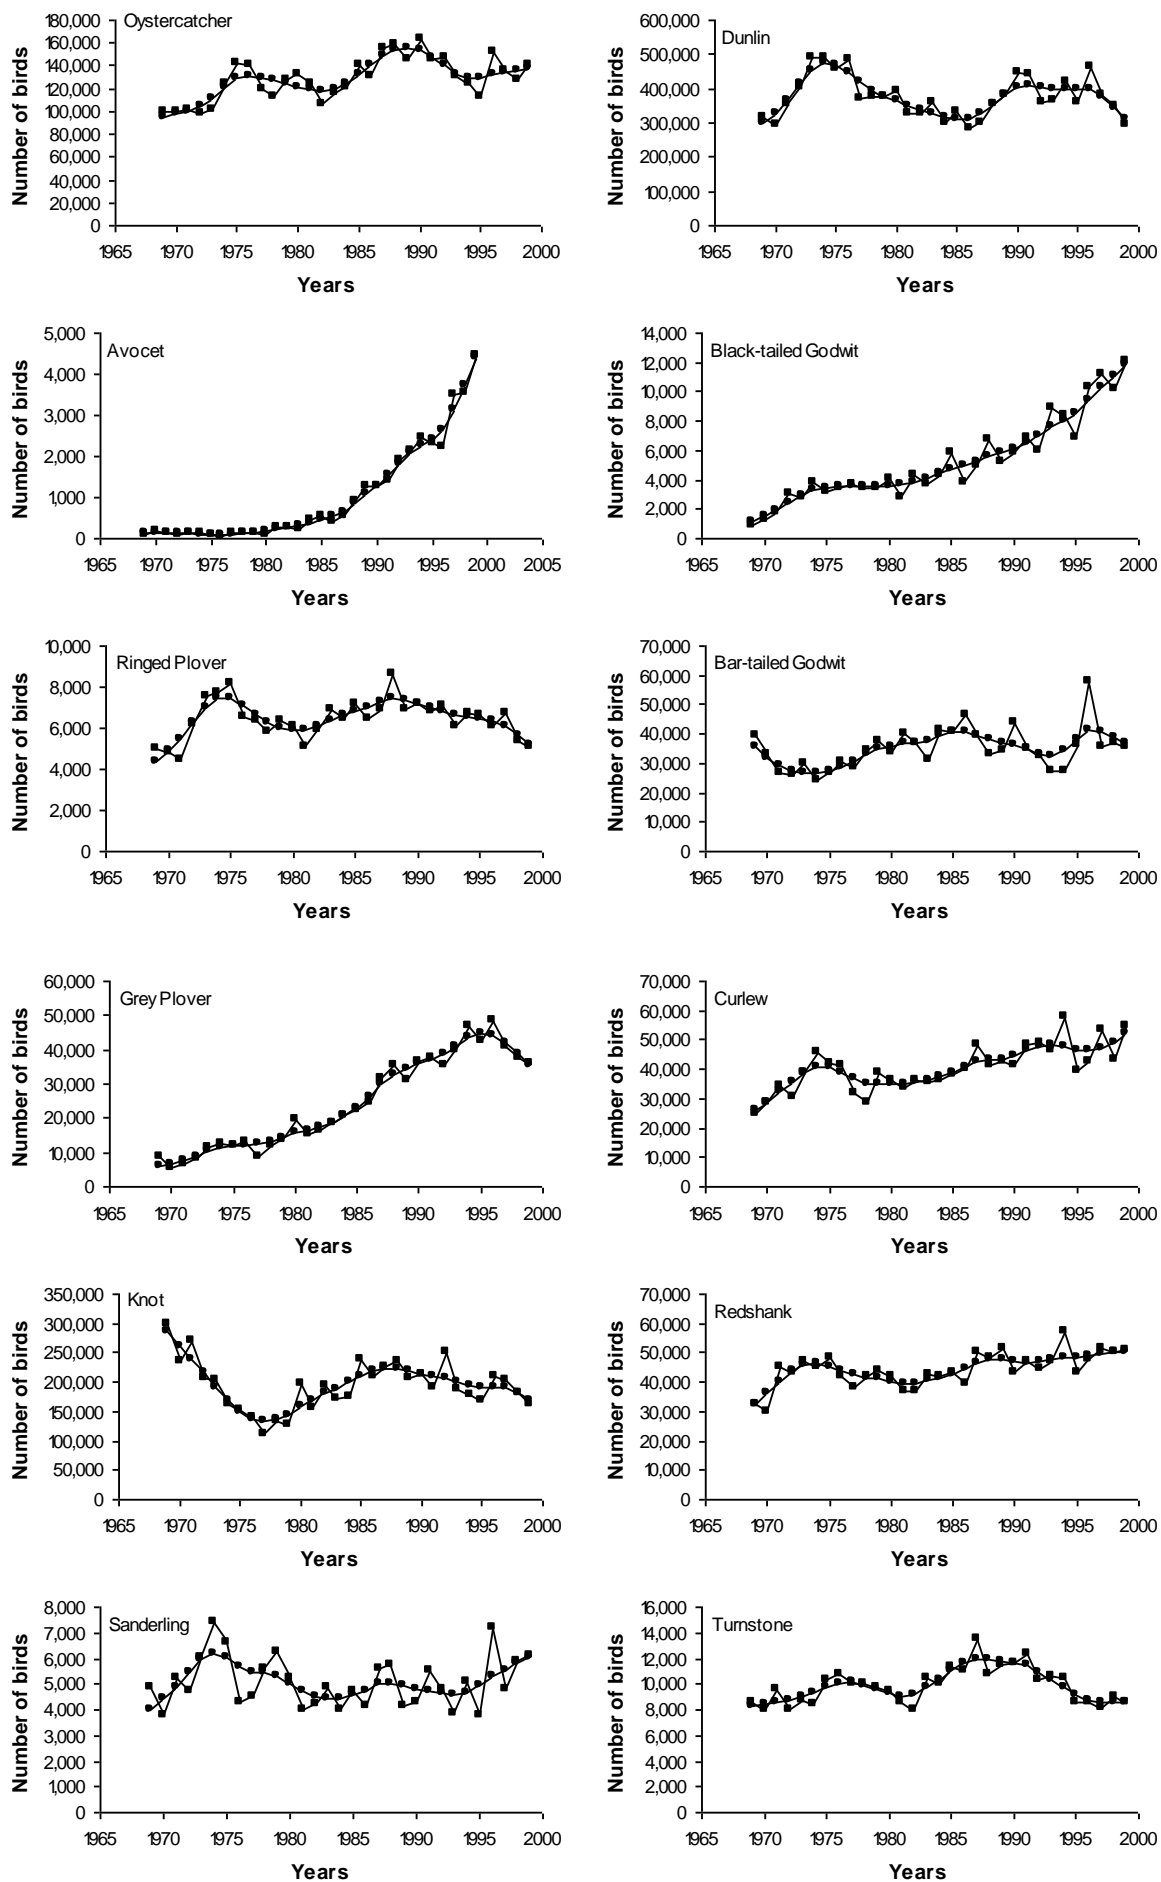 Oystercatcher
Number of birds
180,000
160,000
140,000
120,000
100,000
80,000
60,000
40,000
20,000
0
1965 1970 1975 1980 1985 1990 1995 2000
Years
Dunlin
Number of birds
600,000
500,000
400,000
300,000
200,000
100,000
0
1965 1970 1975 1980 1985 1990 1995 2000
Years
Avocet
Number of birds
5,000
4,000
3,000
2,000
1000
0
1965 1970 1975 1980 1985 1990 1995 2000 2005
Years
Black-tailed Godwit
Number of birds
14,000
12,000
10,000
8,000
6,000
4,000
2,000
0
1965 1970 1975 1980 1985 1990 1995 2000
Years
Ringed Plover
Number of birds
10,000
8,000
6,000
4,000
2,000
0
1965 1970 1975 1980 1985 1990 1995 2000
Years
Bar-tailed Godwit
Number of birds
70,000
60,000
50,000
40,000
30,000
20,000
10,000
0
1965 1970 1975 1980 1985 1990 1995 2000
Years
Grey Plover
Number of birds
60,000
50,000
40,000
30,000
20,000
10,000
0
1965 1970 1975 1980 1985 1990 1995 2000
Years
Curlew
Number of birds
70,000
60,000
50,000
40,000
30,000
20,000
10,000
0
1965 1970 1975 1980 1985 1990 1995 2000
Years
Knot
Number of birds
350,000
300,000
250,000
200,000
150,000
100,000
50,000
0
1965 1970 1975 1980 1985 1990 1995 2000
Years
Redshank
Number of birds
70,000
60,000
50,000
40,000
30,000
20,000
10,000
0
1965 1970 1975 1980 1985 1990 1995 2000
Years
Sanderling
Number of birds
8,000
7,000
6,000
5,000
4,000
3,000
2,000
1,000
0
1965 1970 1975 1980 1985 1990 1995 2000
Years
Turnstone
Number of birds
16,000
14,000
12,000
10,000
8,000
6,000
4,000
2,000
0
1965 1970 1975 1980 1985 1990 1995 2000
Years